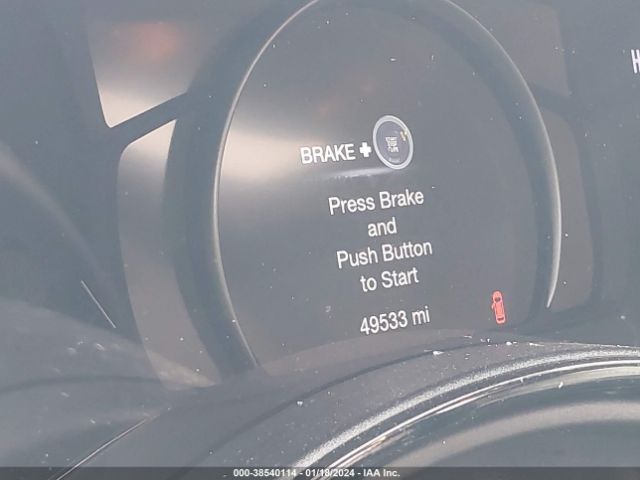 H
BRAKE +
Press Brake
and
Push Button
to Start
49533 mi
000-38540114 - 01/18/2024 - IAA Inc.